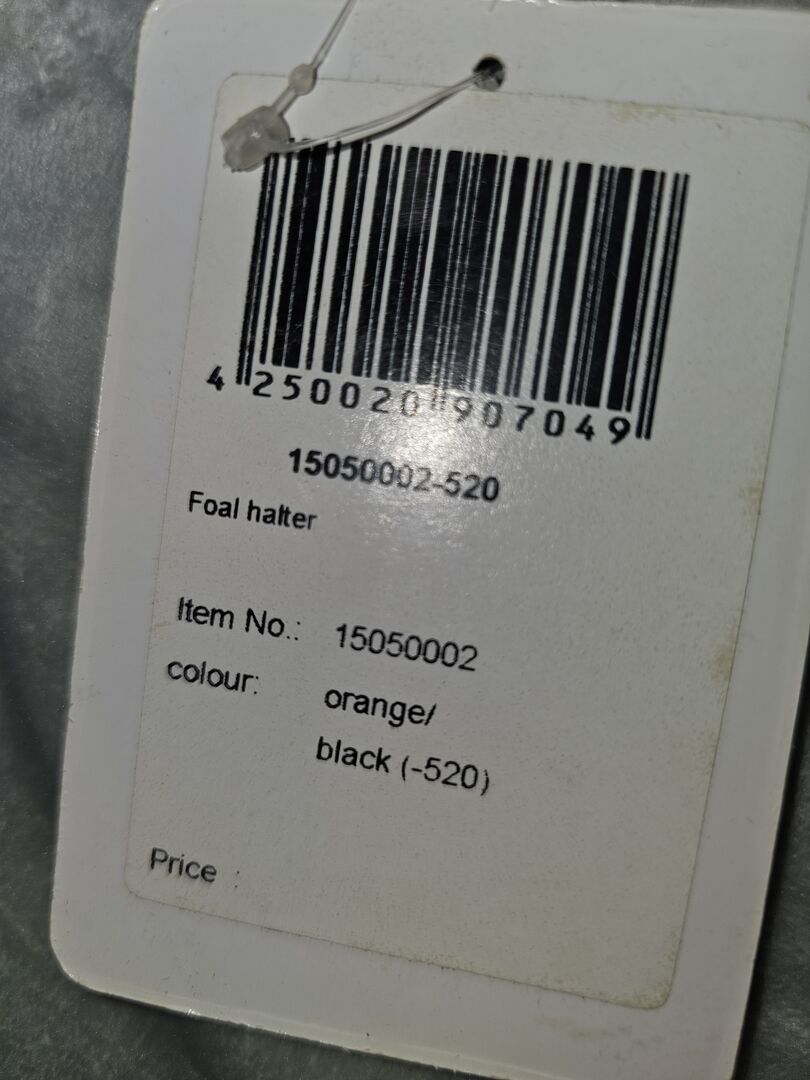 4 250020 907049
15050002-520
Foal halter
Item No.: 15050002
colour: orange/
black (-520)
Price :